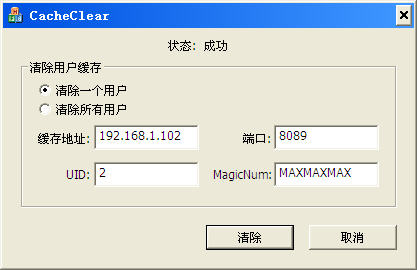 CacheClear
状态: 成功
清除用户缓存
清除一个用户
清除所有用户
缓存地址: 192.168.1.102 端口: 8089
UID: 2 MagicNum: MAXMAXMAX
清除 取消